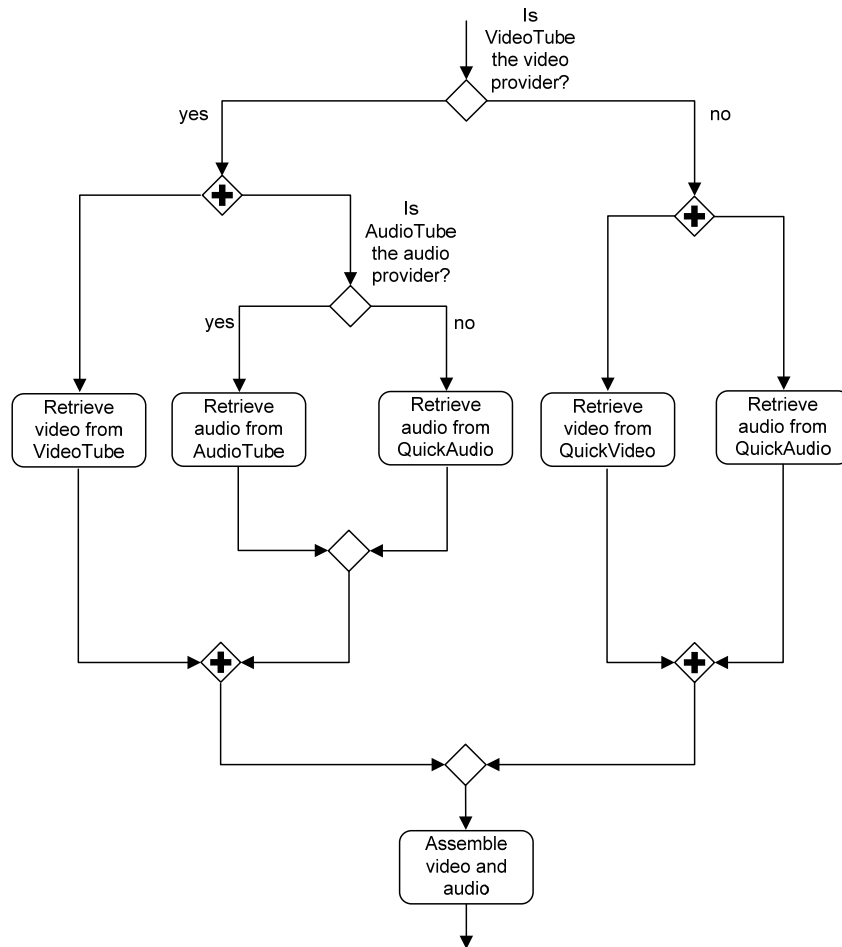 Is
VideoTube
the video
provider?
yes
no
Is
AudioTube
the audio
provider?
yes
no
Retrieve
video from
VideoTube
Retrieve
audio from
AudioTube
Retrieve
audio from
QuickAudio
Retrieve
video from
QuickVideo
Retrieve
audio from
QuickAudio
Assemble
video and
audio